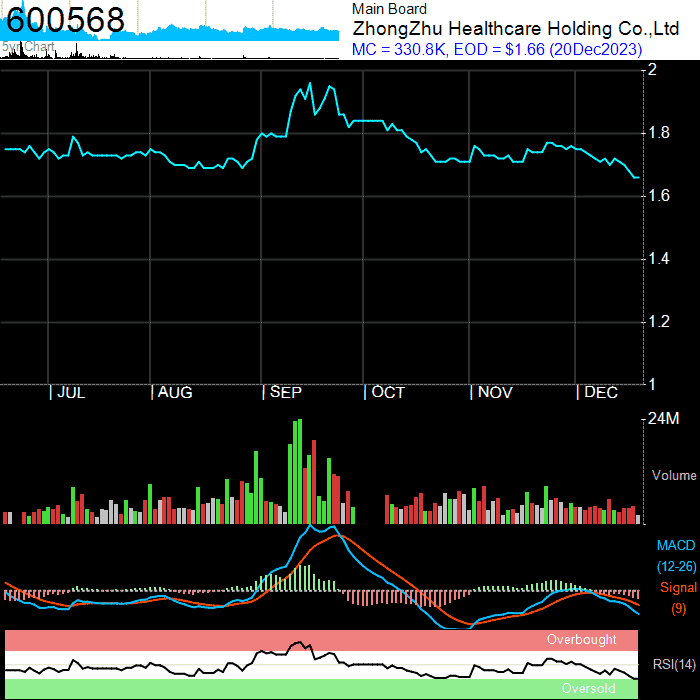 600568
5yr Chart
Main Board
ZhongZhu Healthcare Holding Co.,Ltd
MC = 330.8K, EOD = $1.66 (20Dec2023)
2
1.8
1.6
1.4
1.2
1
JUL AUG SEP OCT NOV DEC
24M
Volume
MACD
(12-26)
Signal
(9)
Overbought
RSI(14)
Oversold